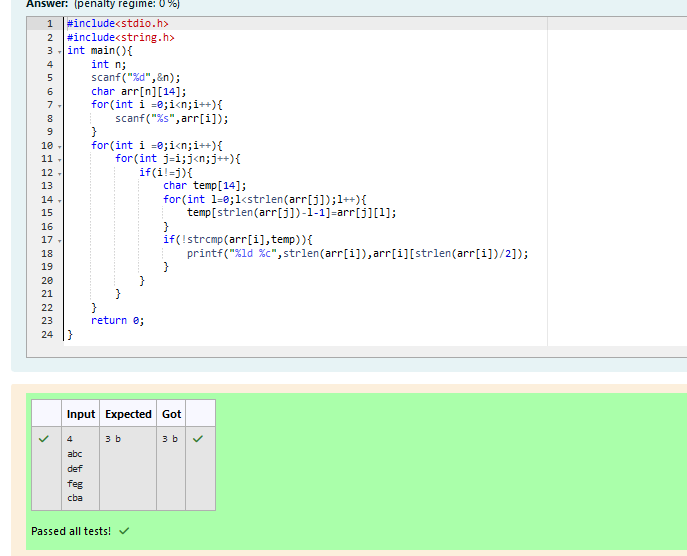 Answer: (penalty regime: 0 %)
1 #include<stdio.h>
2 #include<string.h>
3 int main(){
4     int n;
5     scanf("%d",&n);
6     char arr[n][14];
7     for(int i =0;i<n;i++){
8         scanf("%s",arr[i]);
9     }
10     for(int i =0;i<n;i++){
11         for(int j=i;j<n;j++){
12             if(i!=j){
13                 char temp[14];
14                 for(int l=0;l<strlen(arr[j]);l++){
15                     temp[strlen(arr[j])-l-1]=arr[j][l];
16                 }
17                 if(!strcmp(arr[i],temp)){
18                     printf("%ld %c",strlen(arr[i]),arr[i][strlen(arr[i])/2]);
19                 }
20             }
21         }
22     }
23     return 0;
24 }
Input Expected Got
4 3 b 3 b
abc
def
feg
cba
Passed all tests!